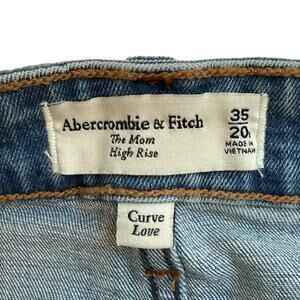 Abercrombie & Fitch
The Mom
High Rise
35
20
MADE IN
VIETNAM
Curve
Love